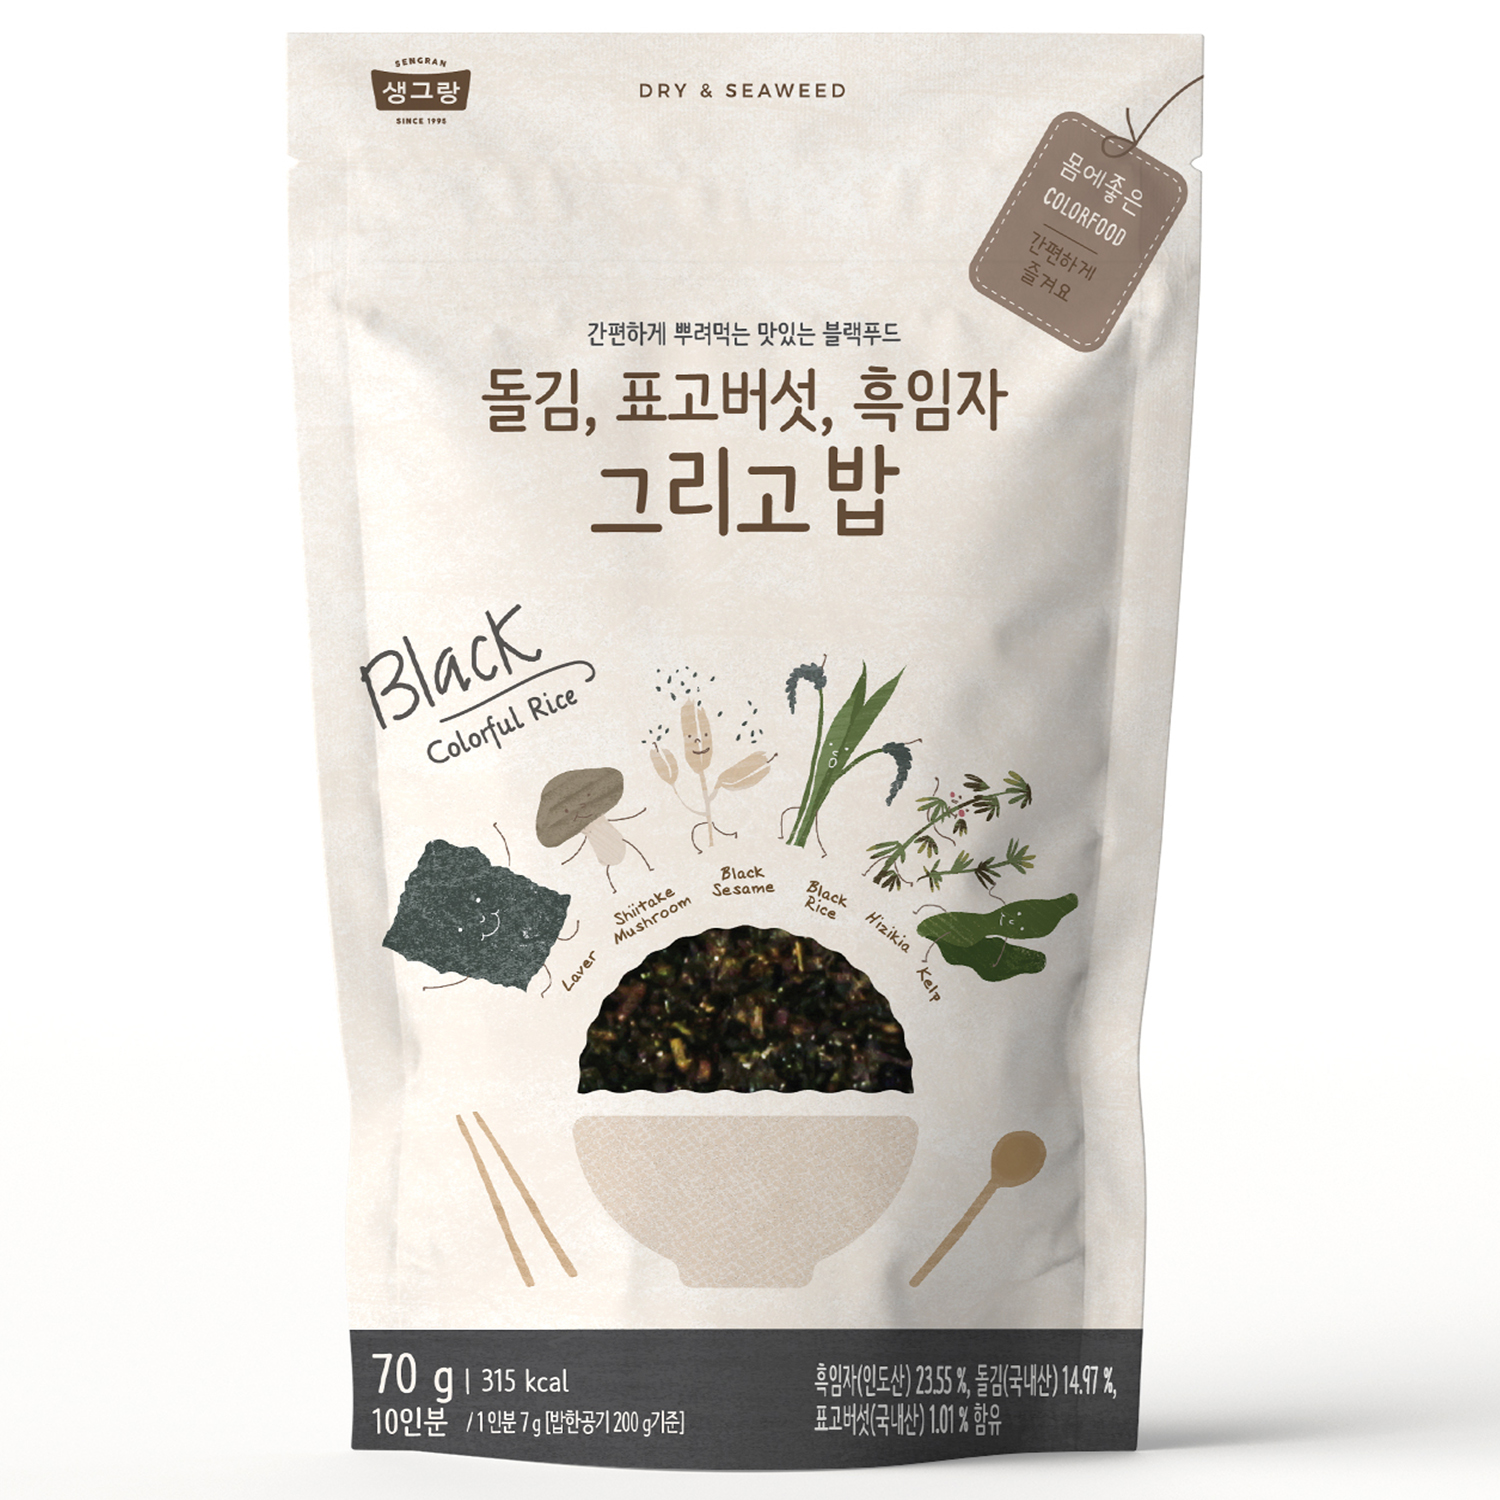 SENGRAN
생그랑
SINCE 1995
DRY & SEAWEED
몸에좋은
COLORFOOD
간편하게
즐겨요
간편하게 뿌려먹는 맛있는 블랙푸드
돌김, 표고버섯, 흑임자
그리고 밥
Black
Colorful Rice
Laver
Shiitake
Mushroom
Black
Sesame
Black
Rice
Hizikia
Kelp
70 g | 315 kcal
10인분 / 1인분 7 g [밥한공기 200 g기준]
흑임자(인도산) 23.55 %, 돌김(국내산) 14.97 %,
표고버섯(국내산) 1.01 % 함유